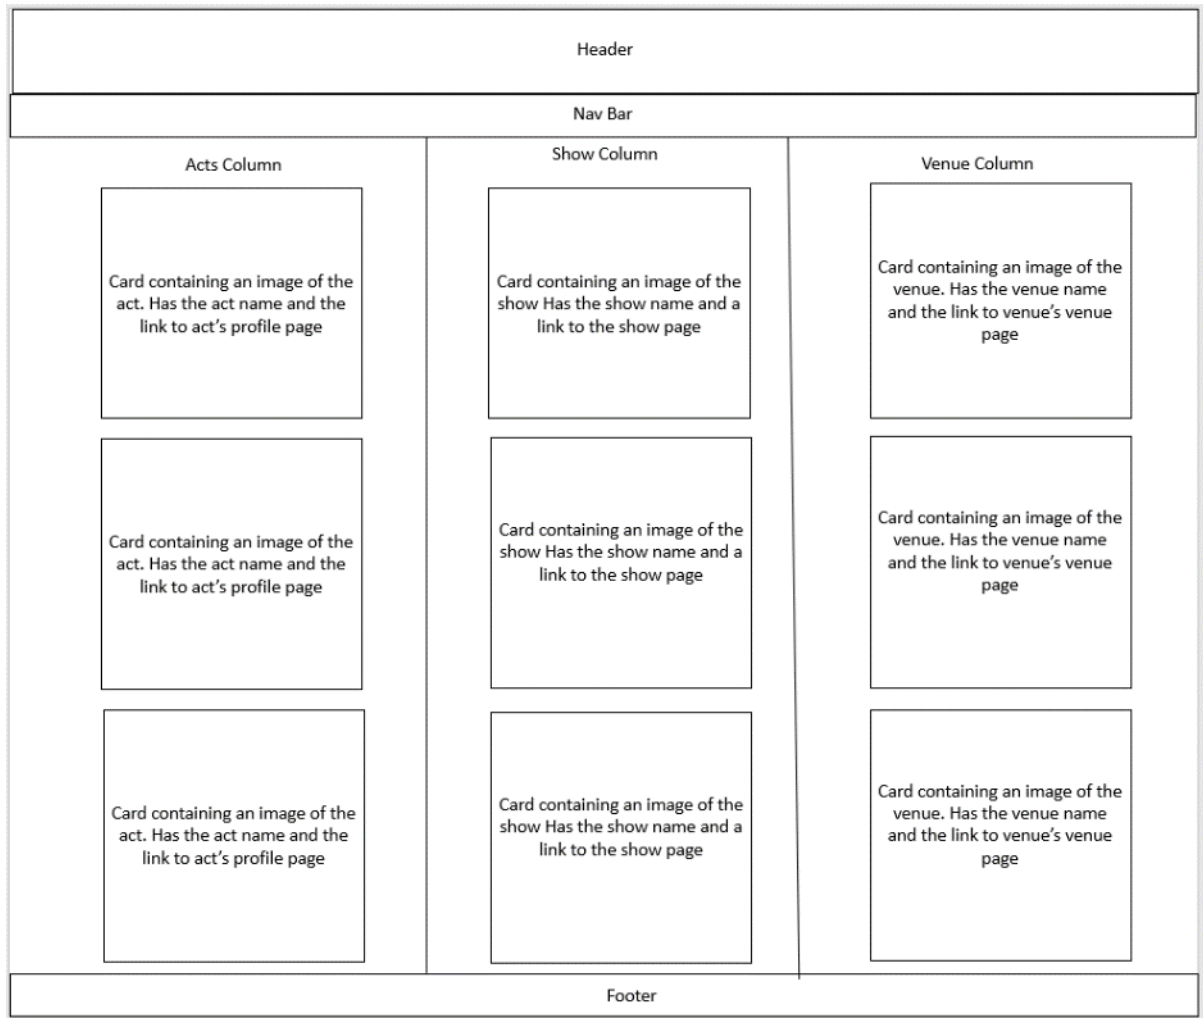 Header
Nav Bar
Acts Column
Card containing an image of the
act. Has the act name and the
link to act’s profile page
Card containing an image of the
act. Has the act name and the
link to act’s profile page
Card containing an image of the
act. Has the act name and the
link to act’s profile page
Show Column
Card containing an image of the
show Has the show name and a
link to the show page
Card containing an image of the
show Has the show name and a
link to the show page
Card containing an image of the
show Has the show name and a
link to the show page
Venue Column
Card containing an image of the
venue. Has the venue name
and the link to venue’s venue
page
Card containing an image of the
venue. Has the venue name
and the link to venue’s venue
page
Card containing an image of the
venue. Has the venue name
and the link to venue’s venue
page
Footer